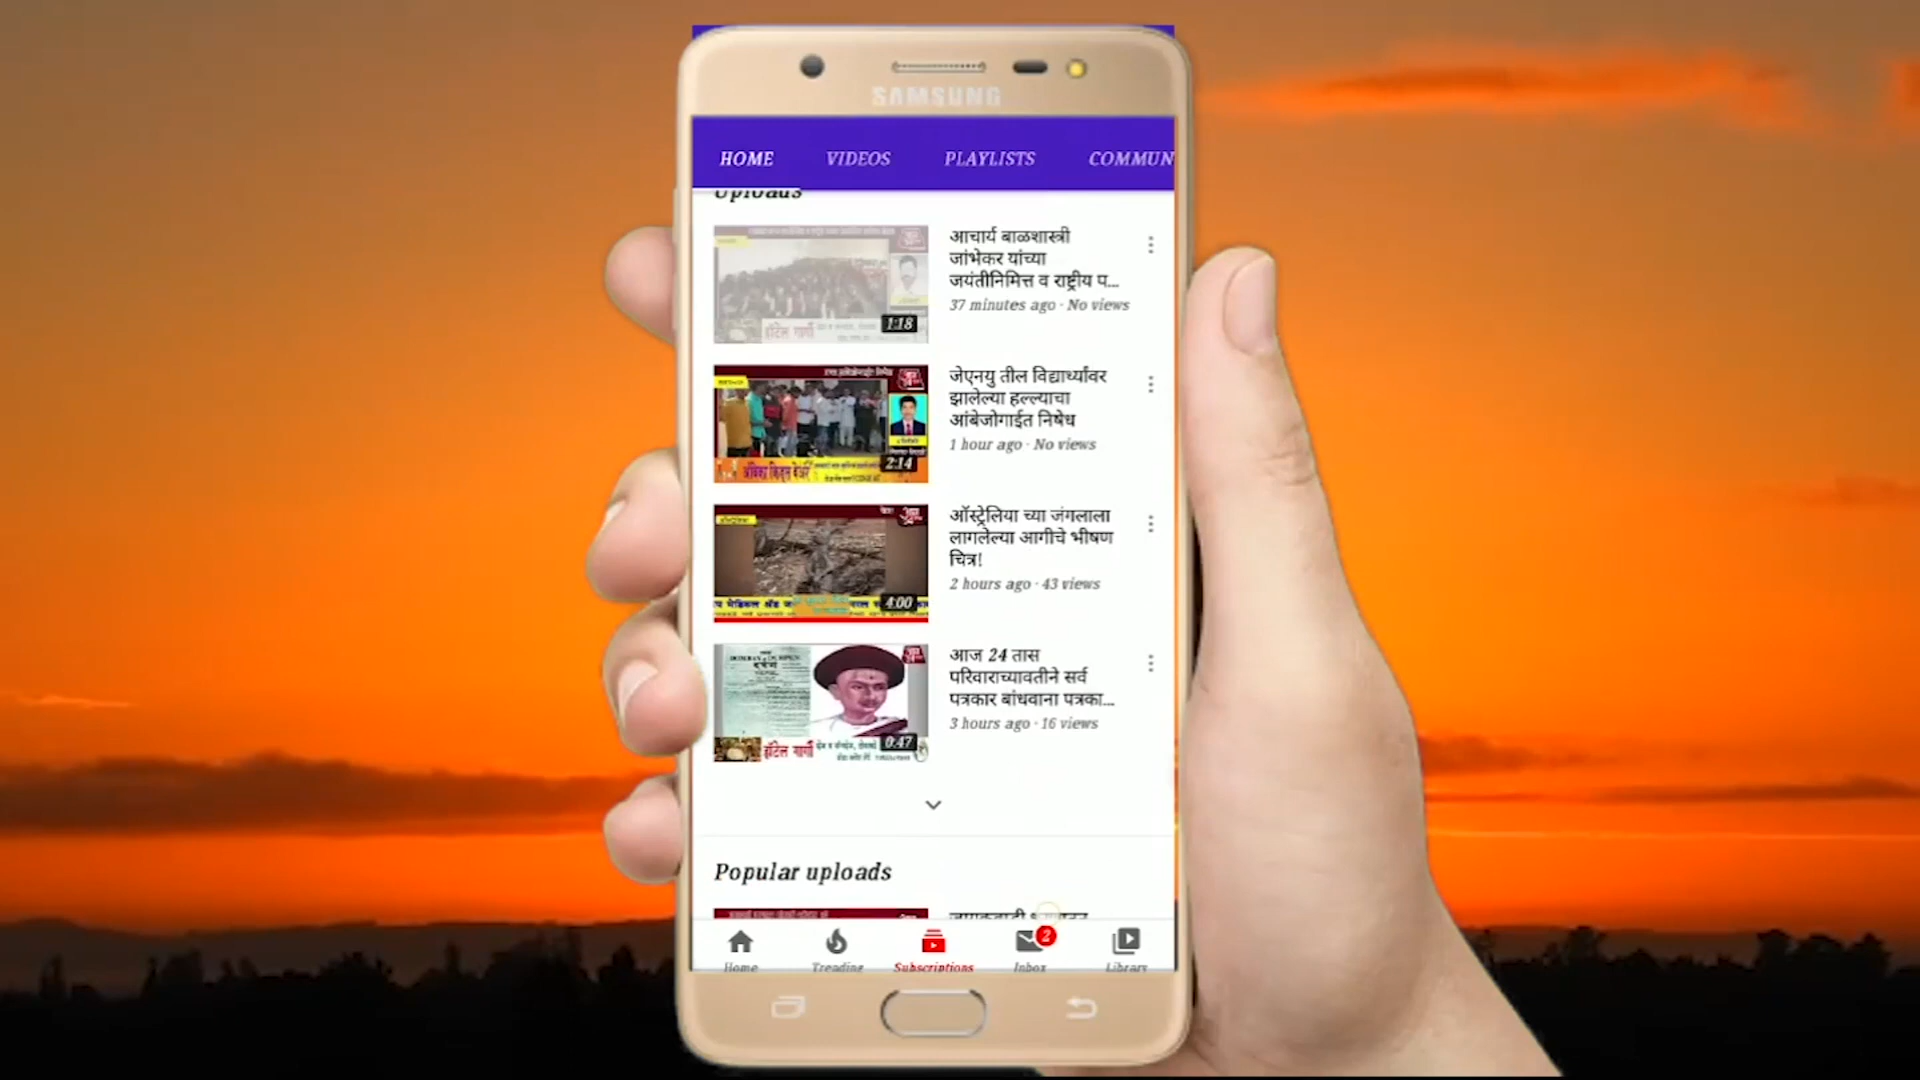 SAMSUNG
HOME VIDEOS PLAYLISTS COMMUN
Uploads
आचार्य बाळशास्त्री
जांभेकर यांच्या
जयंतीनिमित्त व राष्ट्रीय प...
37 minutes ago · No views
हॉटेल गार्गी
1:18
जेएनयु तील विद्यार्थ्यांवर
झालेल्या हल्ल्याचा
आंबेजोगाईत निषेध
1 hour ago · No views
2:14
ऑस्ट्रेलिया च्या जंगलाला
लागलेल्या आगीचे भीषण
चित्र!
2 hours ago · 43 views
4:00
आज 24 तास
परिवाराच्यावतीने सर्व
पत्रकार बांधवाना पत्रका...
3 hours ago · 16 views
हॉटेल गार्गी
0:47
Popular uploads
2
Home Trending Subscriptions Inbox Library